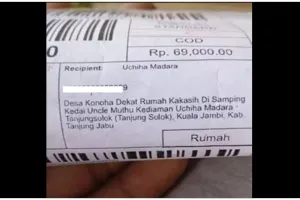 COD
Rp. 69,000.00
Recipient: Uchiha Madara
Desa Konoha Dekat Rumah Kakasih Di Samping
Kedai Uncle Muthu Kediaman Uchiha Madara -
Tanjungsolok (Tanjung Solok), Kuala Jambi, Kab.
Tanjung Jabu
Rumah